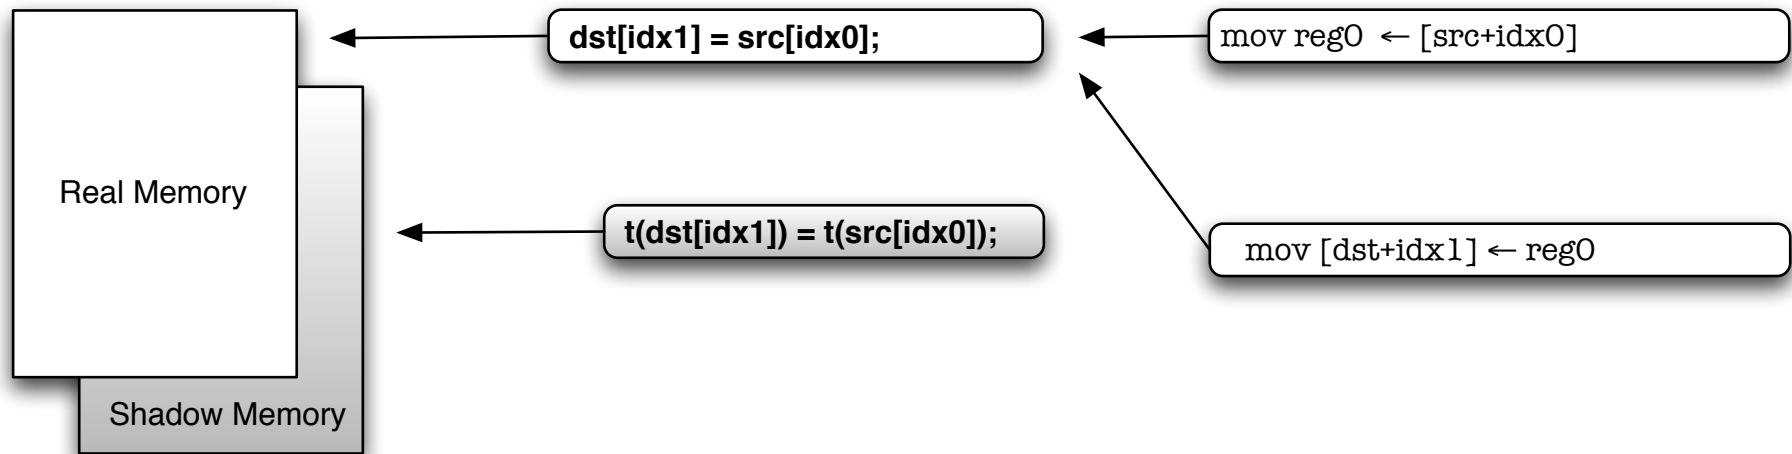 dst[idx1] = src[idx0];
mov reg0 ← [src+idx0]
Real Memory
t(dst[idx1]) = t(src[idx0]);
mov [dst+idx1] ← reg0
Shadow Memory